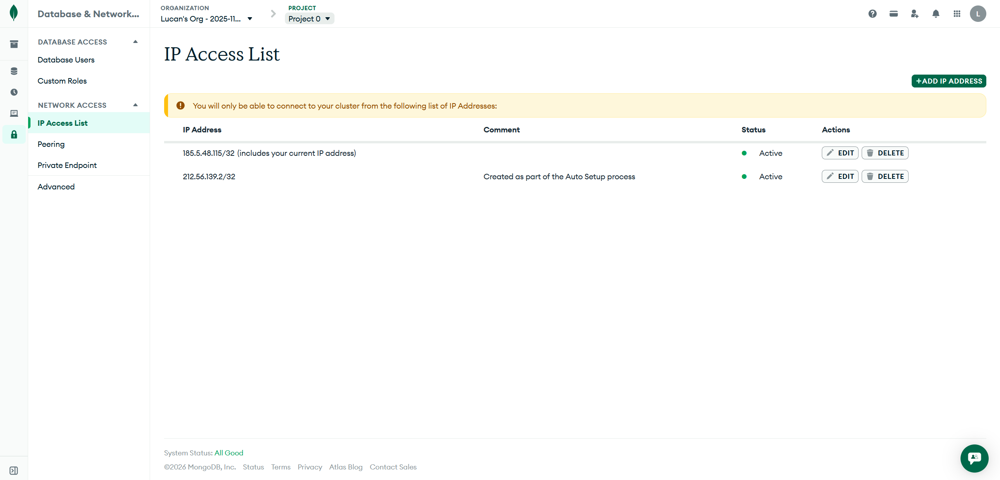 Database & Network...
ORGANIZATION
Lucan's Org - 2025-11...
PROJECT
Project 0
L
DATABASE ACCESS
Database Users
Custom Roles
NETWORK ACCESS
IP Access List
Peering
Private Endpoint
Advanced
IP Access List
+ADD IP ADDRESS
You will only be able to connect to your cluster from the following list of IP Addresses:
IP Address Comment Status Actions
185.5.48.115/32 (includes your current IP address) Active EDIT DELETE
212.56.139.2/32 Created as part of the Auto Setup process Active EDIT DELETE
System Status: All Good
©2026 MongoDB, Inc. Status Terms Privacy Atlas Blog Contact Sales